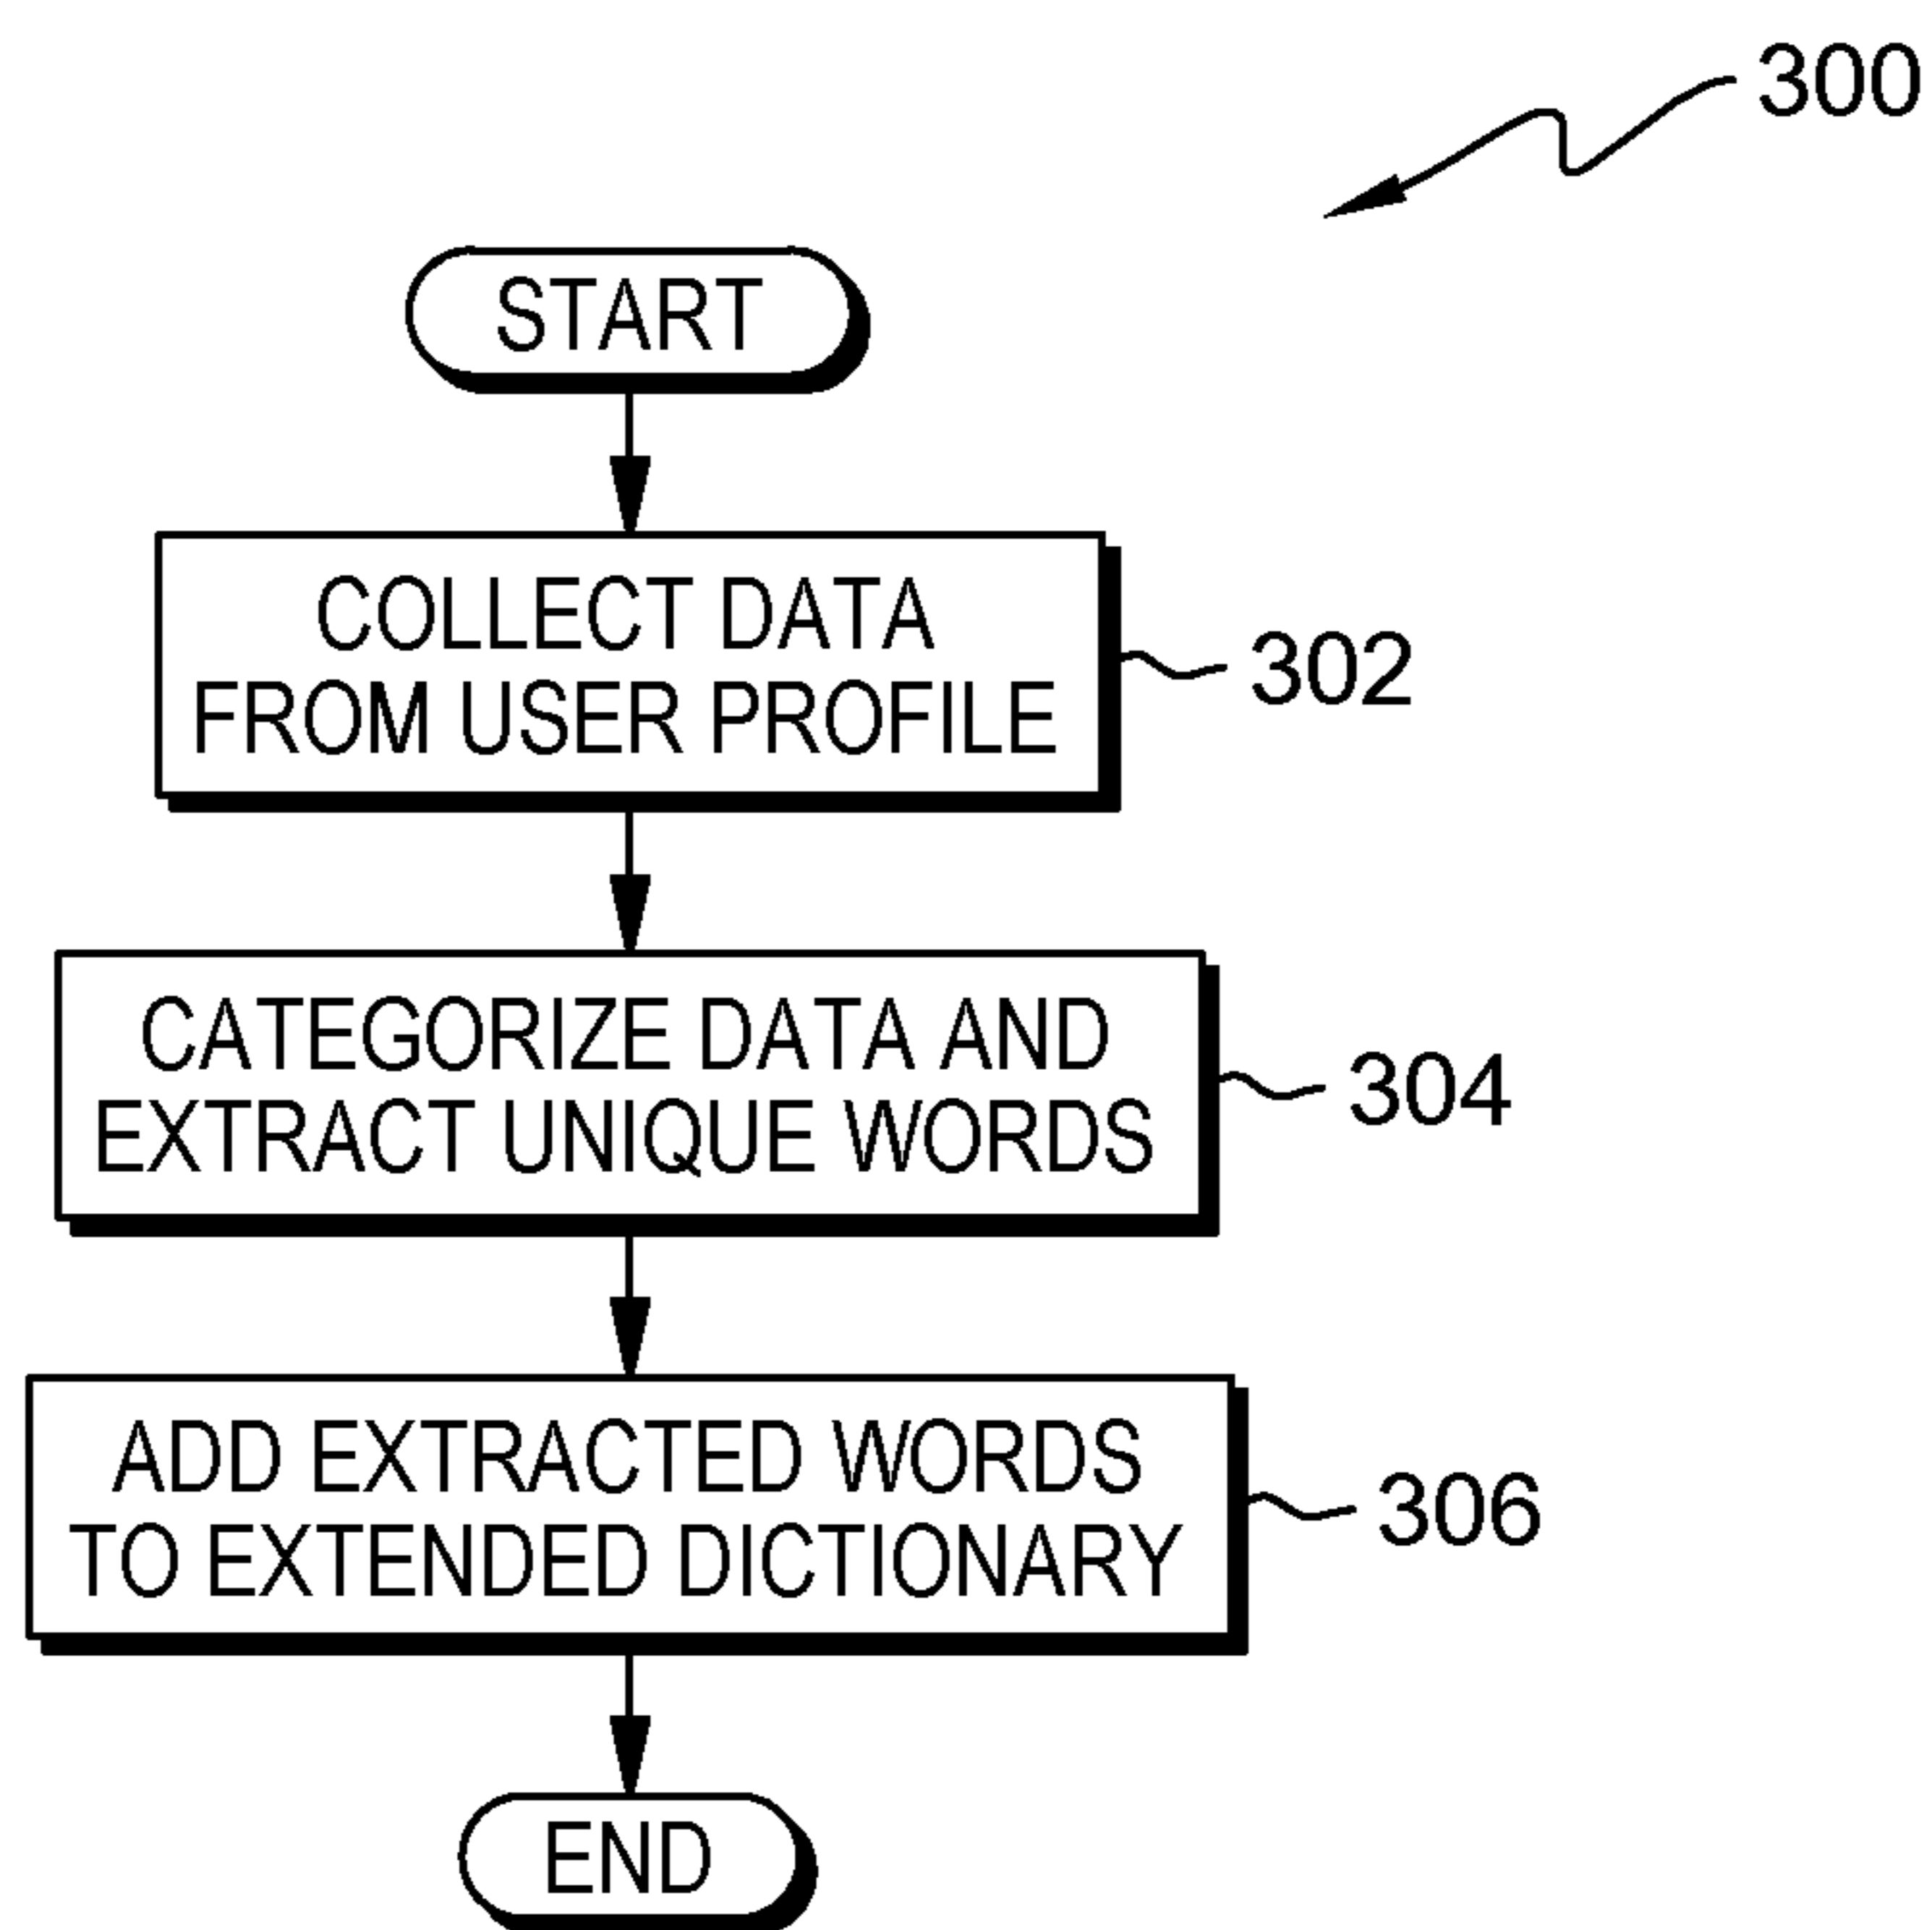 300
START
COLLECT DATA
FROM USER PROFILE
302
CATEGORIZE DATA AND
EXTRACT UNIQUE WORDS
304
ADD EXTRACTED WORDS
TO EXTENDED DICTIONARY
306
END